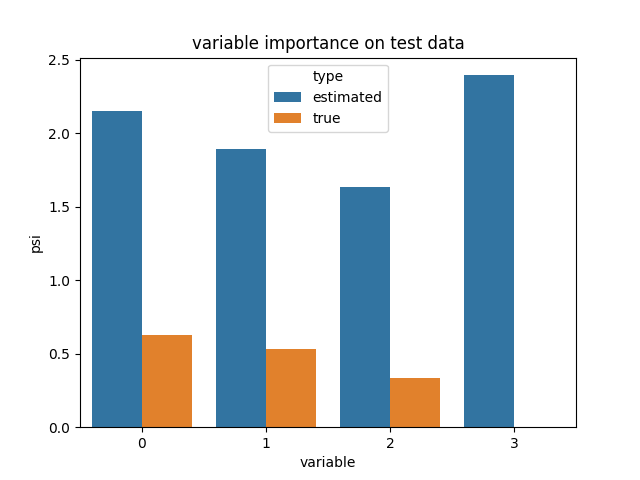 variable importance on test data
type
estimated
true
2.5
2.0
1.5
1.0
0.5
0.0
psi
0
1
2
3
variable